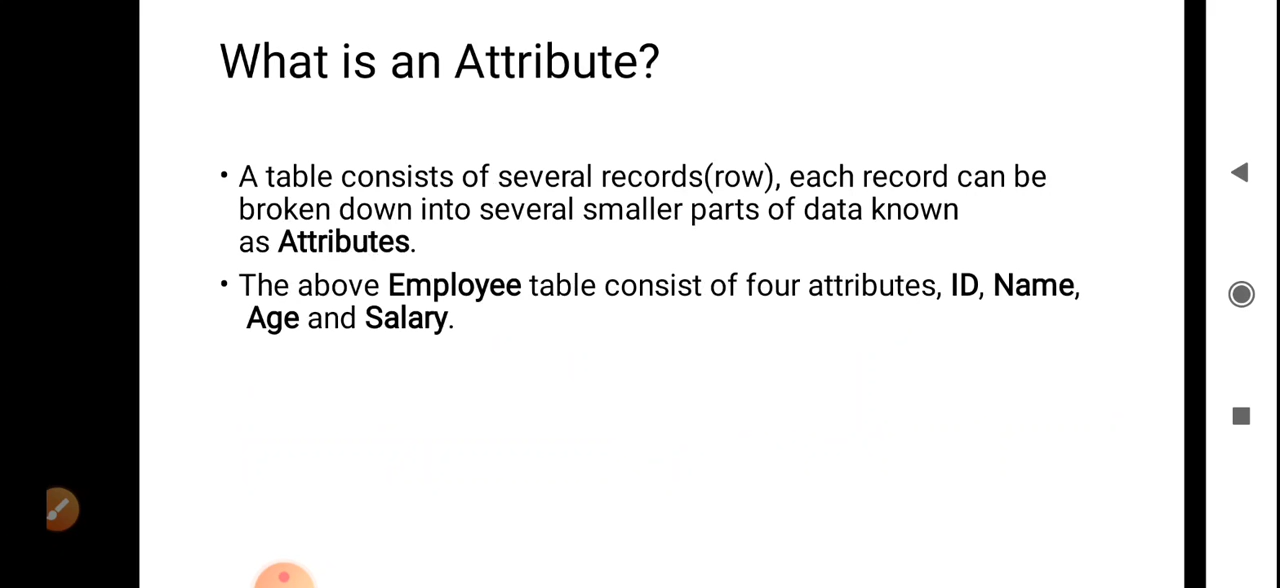 What is an Attribute?
• A table consists of several records(row), each record can be
broken down into several smaller parts of data known
as Attributes.
• The above Employee table consist of four attributes, ID, Name,
Age and Salary.